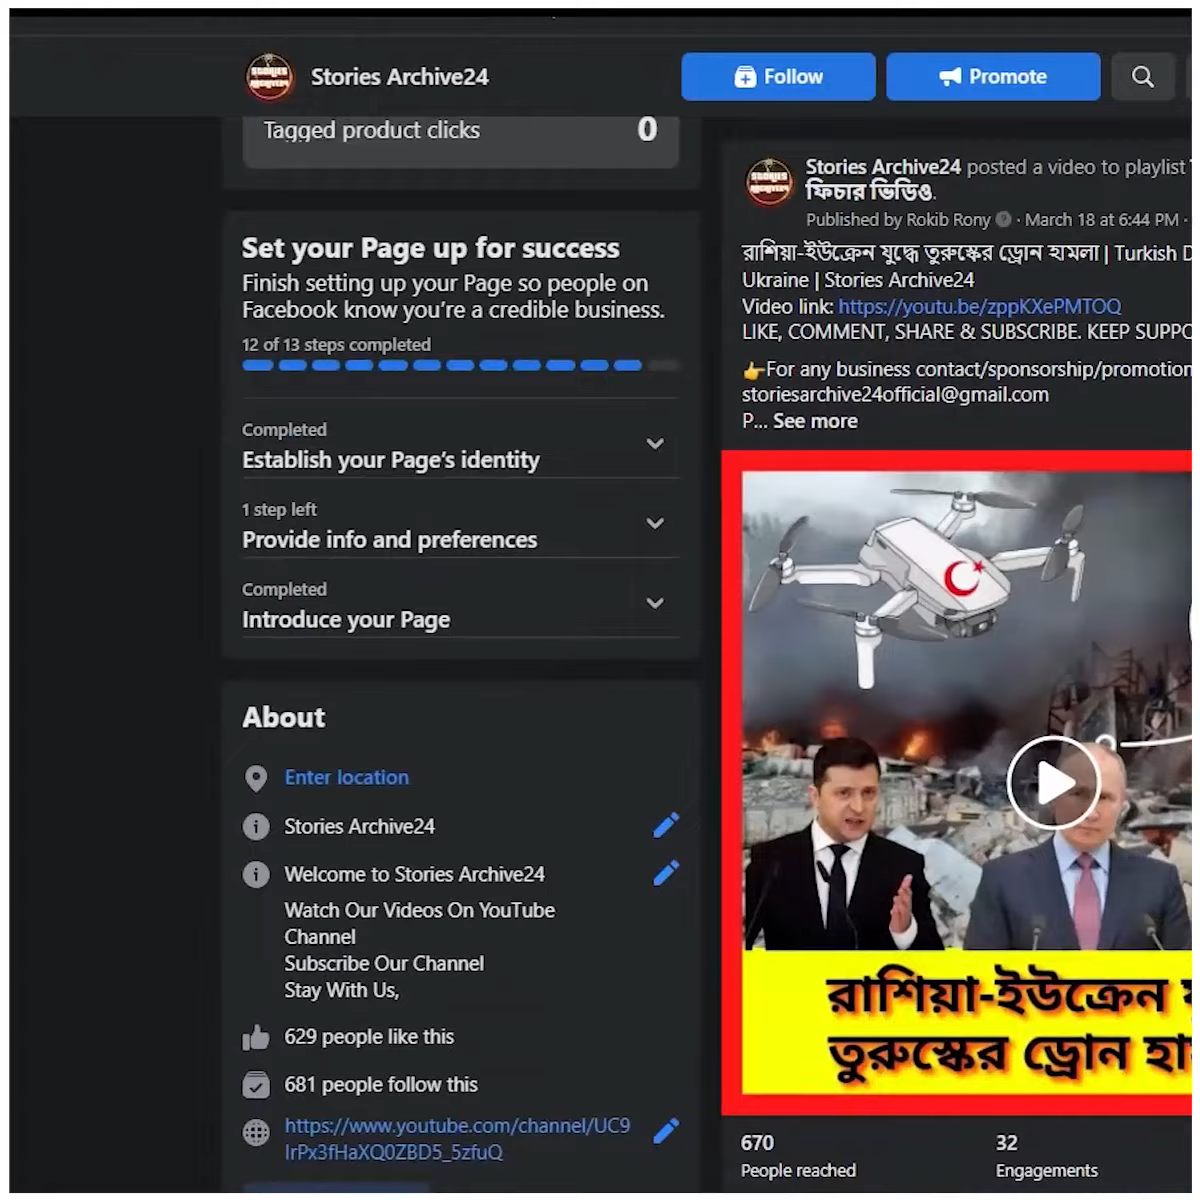 Stories Archive24
Follow
Promote
Tagged product clicks
0
Set your Page up for success
Finish setting up your Page so people on
Facebook know you’re a credible business.
12 of 13 steps completed
Completed
Establish your Page’s identity
1 step left
Provide info and preferences
Completed
Introduce your Page
About
Enter location
Stories Archive24
Welcome to Stories Archive24
Watch Our Videos On YouTube
Channel
Subscribe Our Channel
Stay With Us,
629 people like this
681 people follow this
https://www.youtube.com/channel/UC9
IrPx3fHaXQ0ZBD5_5zfuQ
Stories Archive24 posted a video to playlist
ফিচার ভিডিও.
Published by Rokib Rony · March 18 at 6:44 PM ·
রাশিয়া-ইউক্রেন যুদ্ধে তুরুস্কের ড্রোন হামলা | Turkish D
Ukraine | Stories Archive24
Video link: https://youtu.be/zppKXePMTOQ
LIKE, COMMENT, SHARE & SUBSCRIBE. KEEP SUPPO
👉For any business contact/sponsorship/promotion
storiesarchive24official@gmail.com
P... See more
রাশিয়া-ইউক্রেন
তুরুস্কের ড্রোন হা
670
People reached
32
Engagements